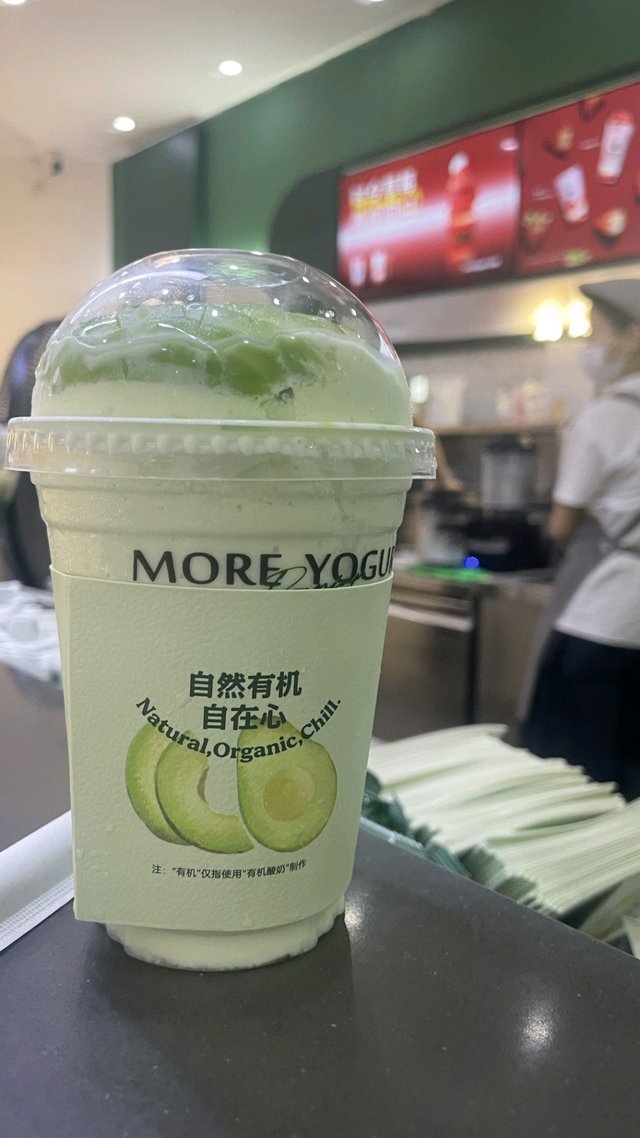 MORE YOGU
自然有机
自在心
Natural,Organic,Chill.
注："有机"仅指使用"有机酸奶"制作